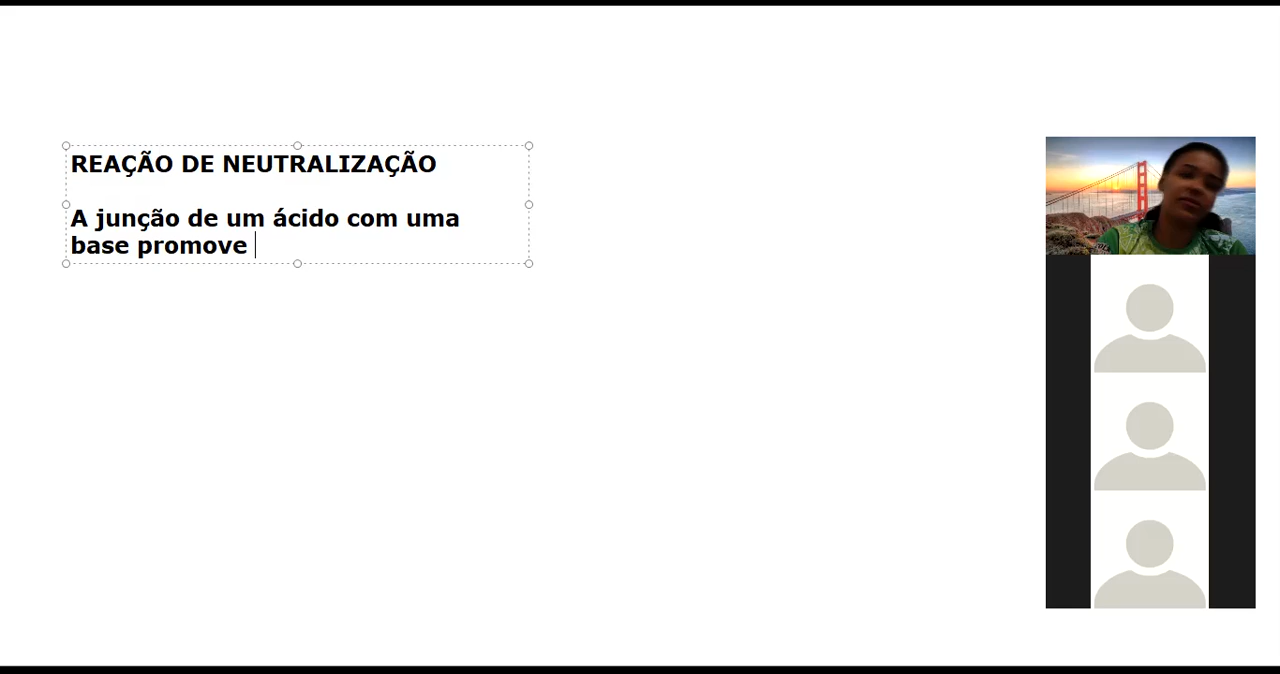 REAÇÃO DE NEUTRALIZAÇÃO
A junção de um ácido com uma
base promove